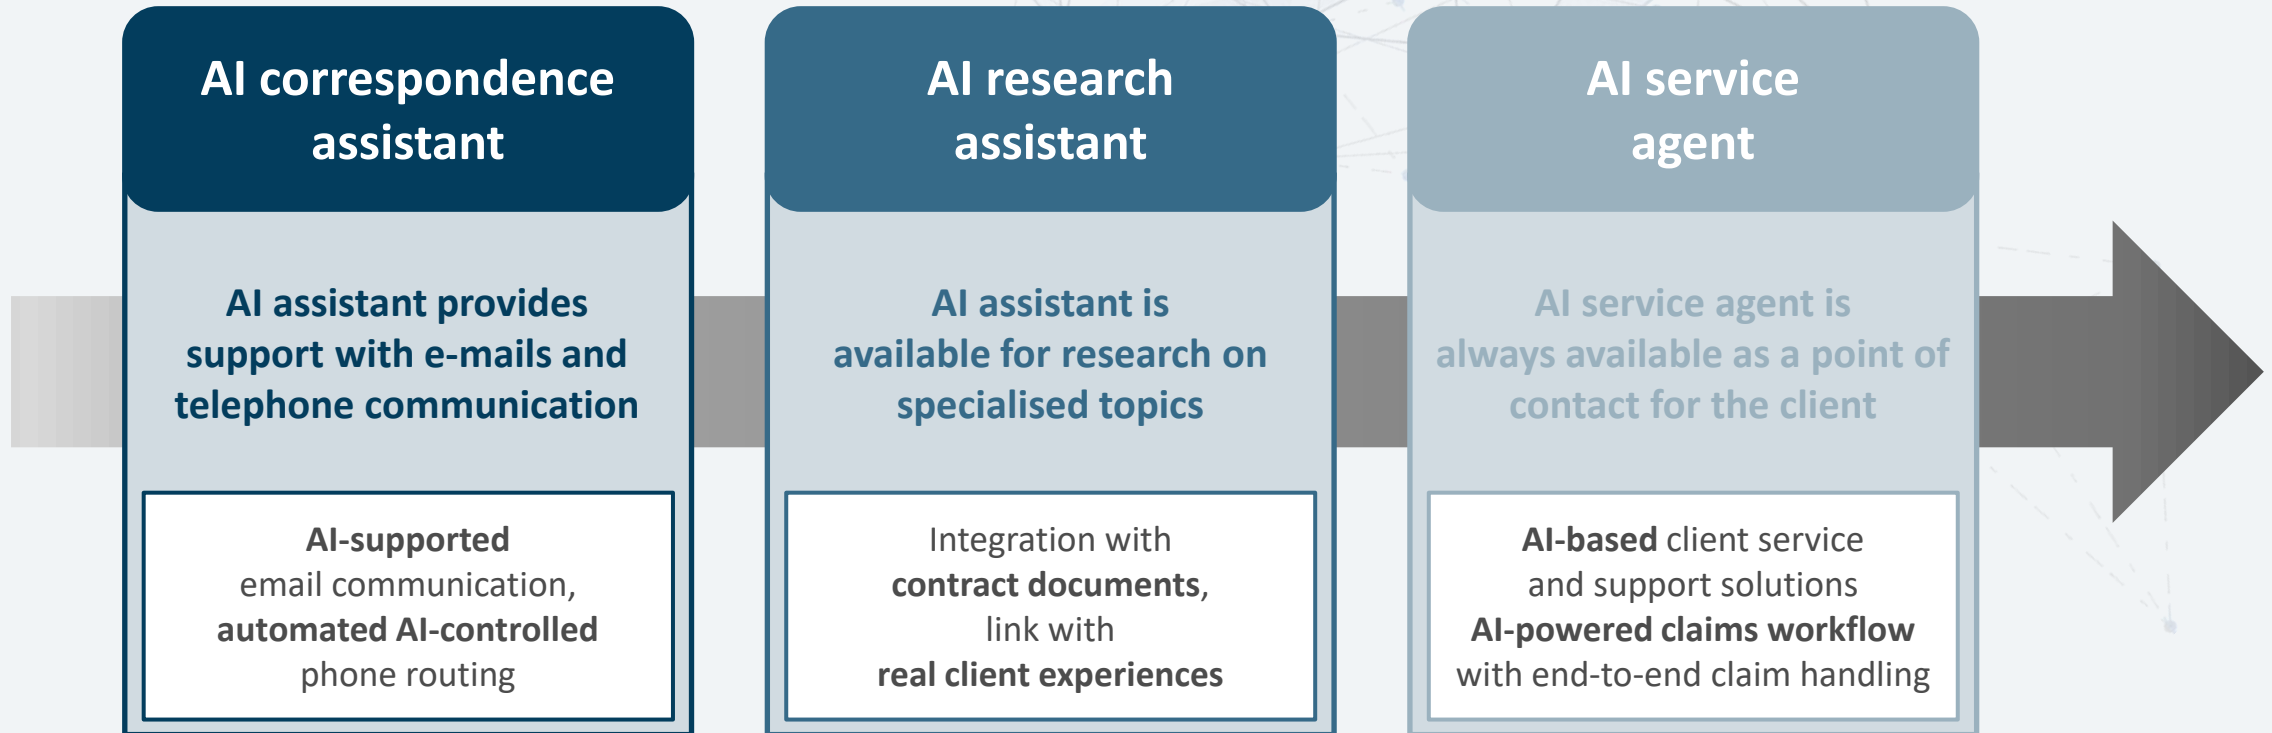 AI correspondence
assistant
AI assistant provides
support with e-mails and
telephone communication
AI-supported
email communication,
automated AI-controlled
phone routing
AI research
assistant
AI assistant is
available for research on
specialised topics
Integration with
contract documents,
link with
real client experiences
AI service
agent
AI service agent is
always available as a point of
contact for the client
AI-based client service
and support solutions
AI-powered claims workflow
with end-to-end claim handling